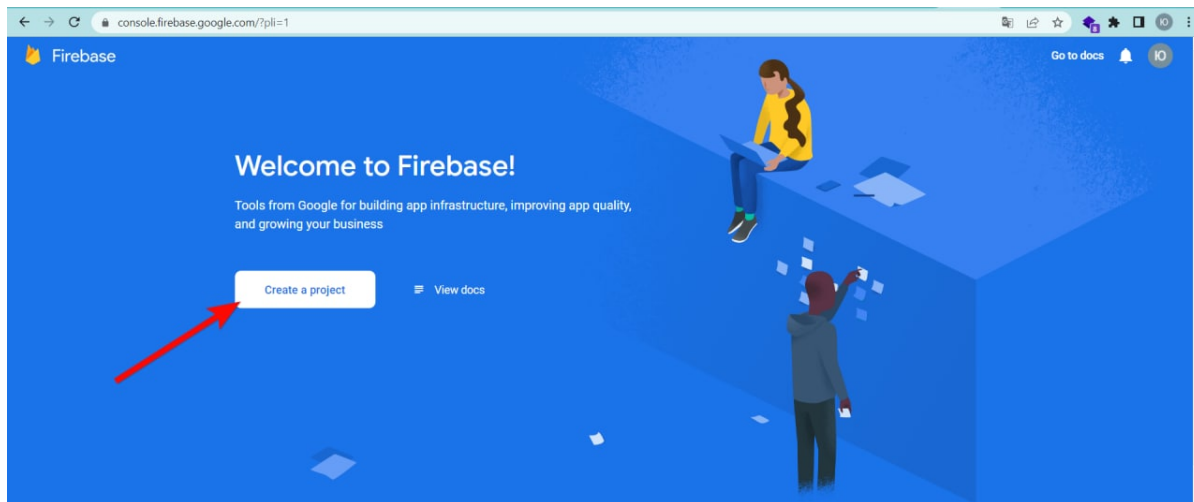 console.firebase.google.com/?pli=1
Ю
Firebase
Go to docs
Ю
Welcome to Firebase!
Tools from Google for building app infrastructure, improving app quality,
and growing your business
Create a project
View docs